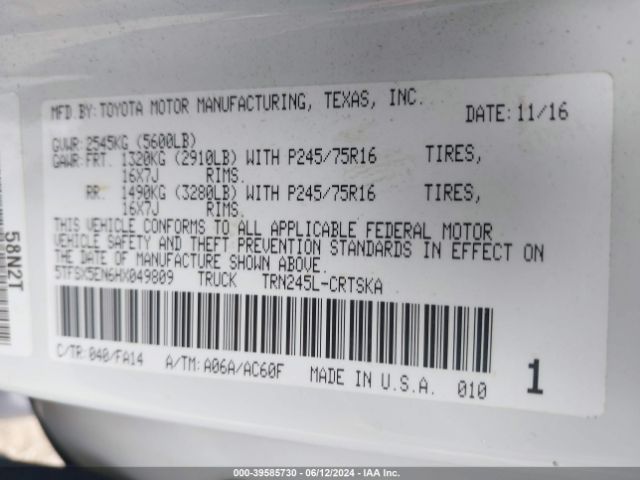 MFD.BY:TOYOTA MOTOR MANUFACTURING, TEXAS, INC.
DATE:11/16
GVWR:2545KG (5600LB)
GAWR:FRT. 1320KG (2910LB) WITH P245/75R16 TIRES,
16X7J RIMS.
RR. 1490KG (3280LB) WITH P245/75R16 TIRES,
16X7J RIMS.
THIS VEHICLE CONFORMS TO ALL APPLICABLE FEDERAL MOTOR
VEHICLE SAFETY AND THEFT PREVENTION STANDARDS IN EFFECT ON
THE DATE OF MANUFACTURE SHOWN ABOVE.
5TFSX5EN6HX049809 TRUCK TRN245L-CRTSKA
C/TR:040/FA14 A/TM:A06A/AC60F MADE IN U.S.A. 010 1
58N2T
000-39585730 - 06/12/2024 - IAA Inc.